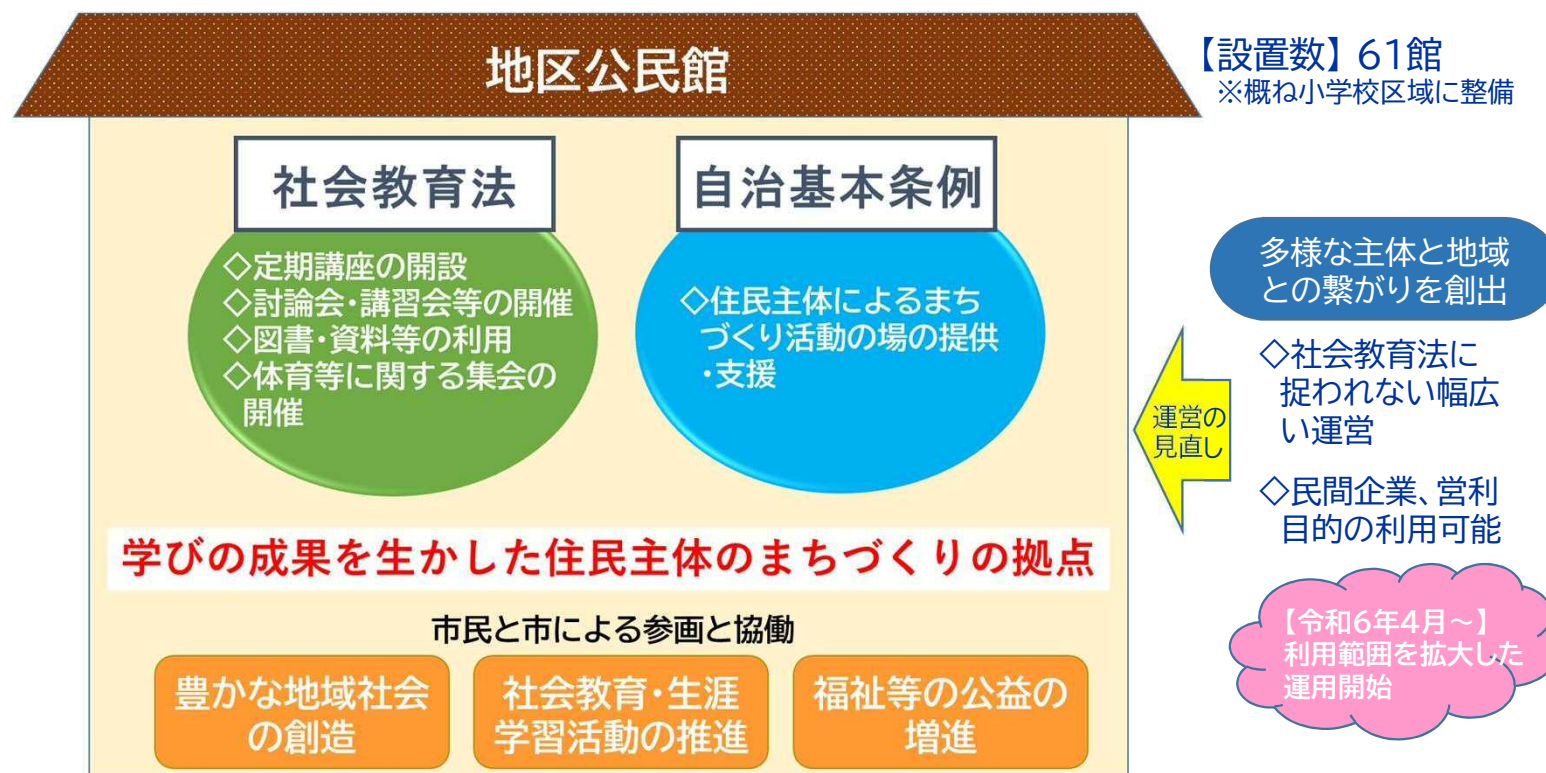 地区公民館
【設置数】61館
※概ね小学校区域に整備
社会教育法
◇定期講座の開設
◇討論会・講習会等の開催
◇図書・資料等の利用
◇体育等に関する集会の
開催
自治基本条例
◇住民主体によるまち
づくり活動の場の提供
・支援
学びの成果を生かした住民主体のまちづくりの拠点
市民と市による参画と協働
豊かな地域社会
の創造
社会教育・生涯
学習活動の推進
福祉等の公益の
増進
運営の
見直し
多様な主体と地域
との繋がりを創出
◇社会教育法に
捉われない幅広
い運営
◇民間企業、営利
目的の利用可能
【令和6年4月～】
利用範囲を拡大した
運用開始